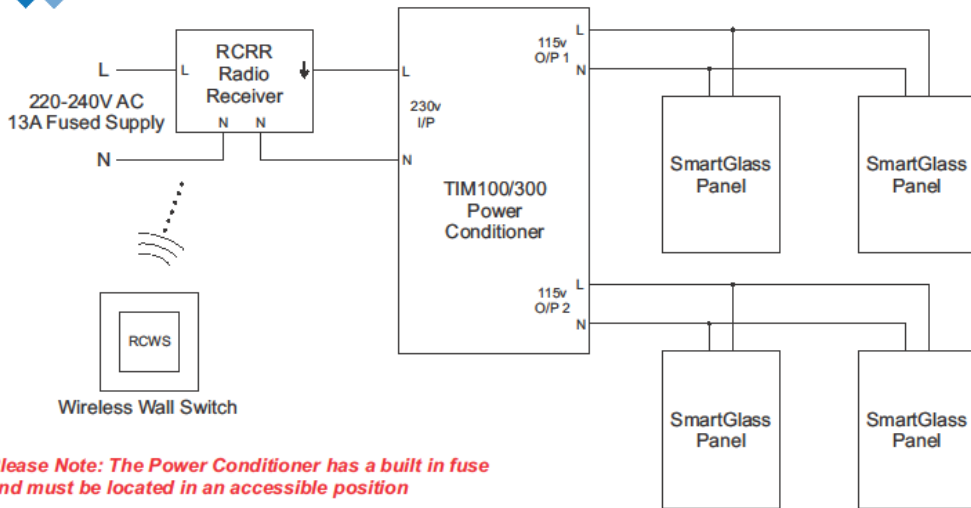 L
220-240V AC
13A Fused Supply
N
L
RCRR
Radio
Receiver
N N
RCWS
Wireless Wall Switch
L
230v
I/P
N
TIM100/300
Power
Conditioner
115v
O/P 1
L
N
115v
O/P 2
L
N
SmartGlass
Panel
SmartGlass
Panel
SmartGlass
Panel
SmartGlass
Panel
lease Note: The Power Conditioner has a built in fuse
nd must be located in an accessible position